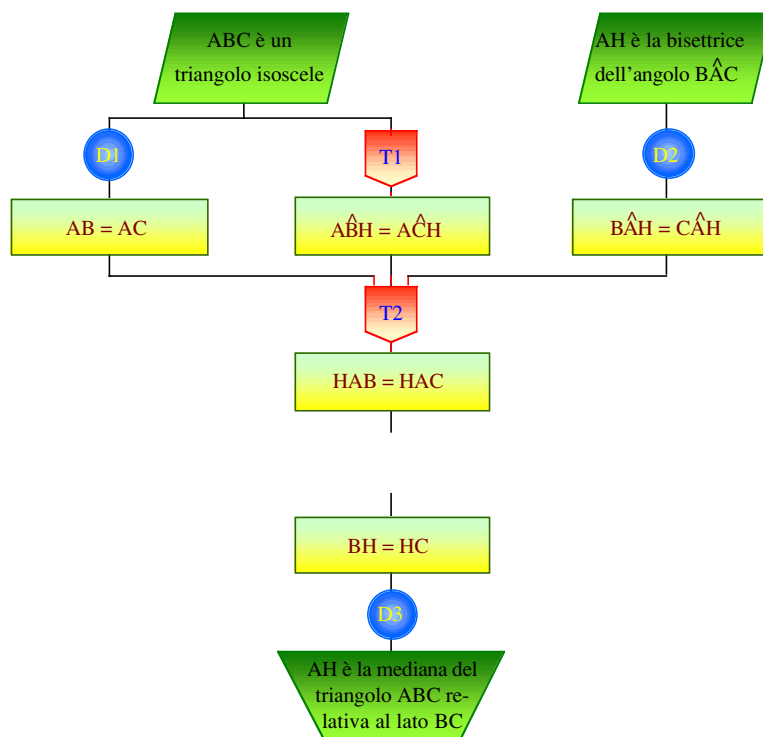 ABC è un
triangolo isoscele
AH è la bisettrice
dell'angolo BÂC
D1
T1
D2
AB = AC
AB̂H = AĈH
BÂH = CÂH
T2
HAB = HAC
BH = HC
D3
AH è la mediana del
triangolo ABC re-
lativa al lato BC